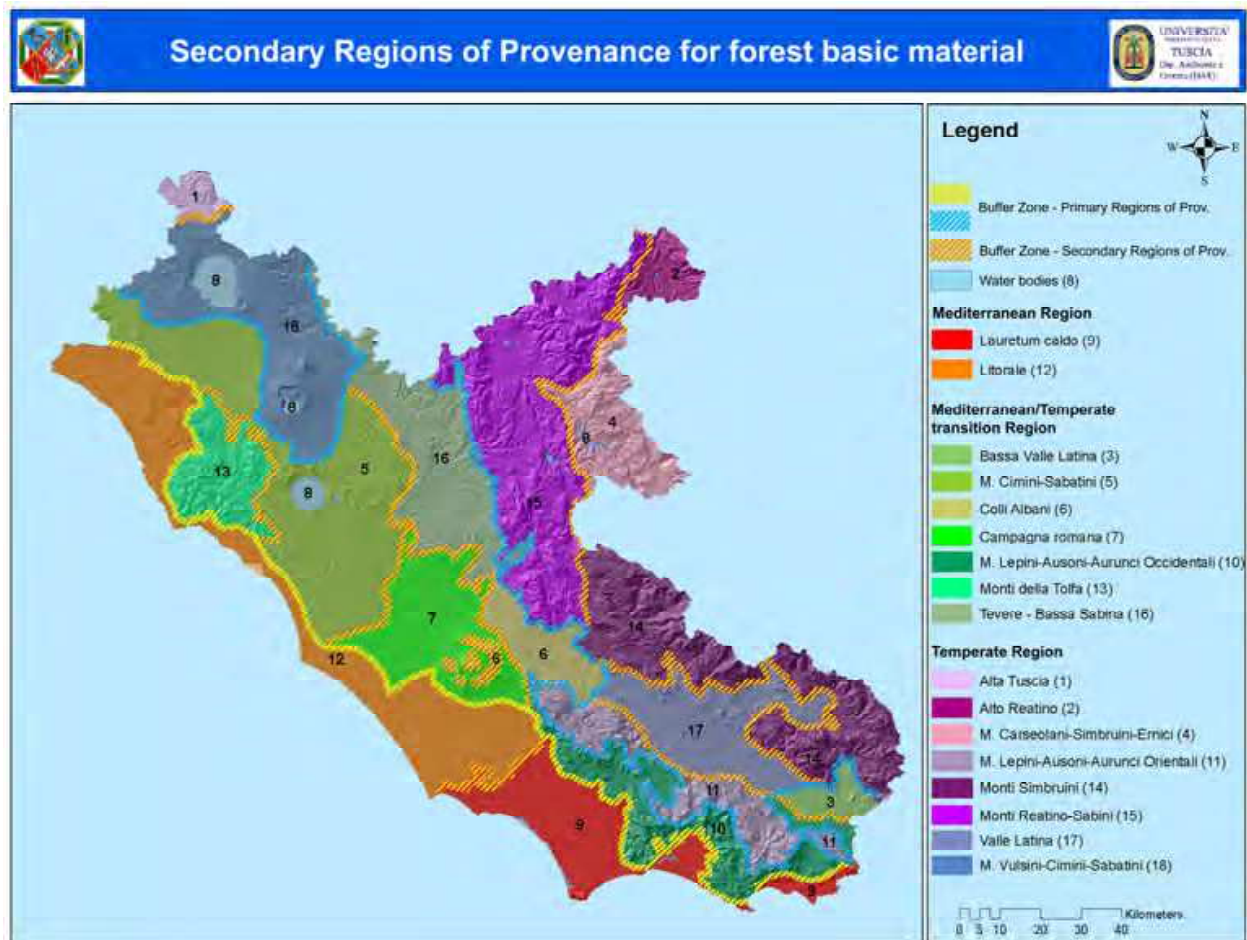 Secondary Regions of Provenance for forest basic material
UNIVERSITA'
TUSCIA
Legend
N
W
E
S
Buffer Zone - Primary Regions of Prov.
Buffer Zone - Secondary Regions of Prov.
Water bodies (8)
Mediterranean Region
Lauretum caldo (9)
Litorale (12)
Mediterranean/Temperate
transition Region
Bassa Valle Latina (3)
M. Cimini-Sabatini (5)
Colli Albani (6)
Campagna romana (7)
M. Lepini-Ausoni-Aurunci Occidentali (10)
Monti della Tolfa (13)
Tevere - Bassa Sabina (16)
Temperate Region
Alta Tuscia (1)
Alto Reatino (2)
M. Carseolani-Simbruini-Ernici (4)
M. Lepini-Ausoni-Aurunci Orientali (11)
Monti Simbruini (14)
Monti Reatino-Sabini (15)
Valle Latina (17)
M. Vulsini-Cimini-Sabatini (18)
Kilometers
0 5 10 20 30 40
1
2
8
18
8
4
8
16
5
13
8
15
7
14
12
6
6
17
14
3
11
9
10
11
9